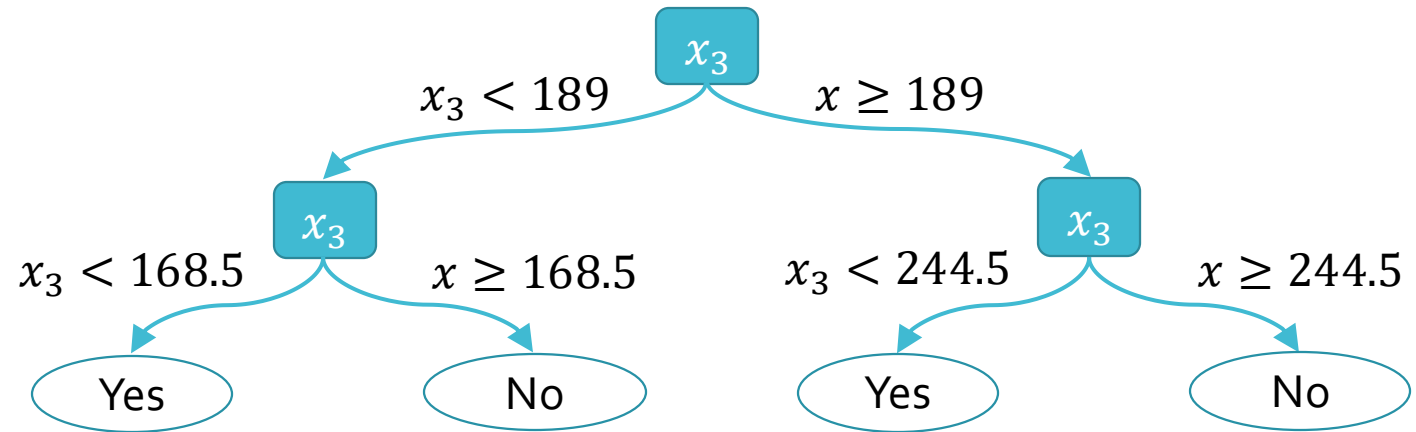 x₃
x₃ < 189
x ≥ 189
x₃
x₃
x₃ < 168.5
x ≥ 168.5
x₃ < 244.5
x ≥ 244.5
Yes
No
Yes
No